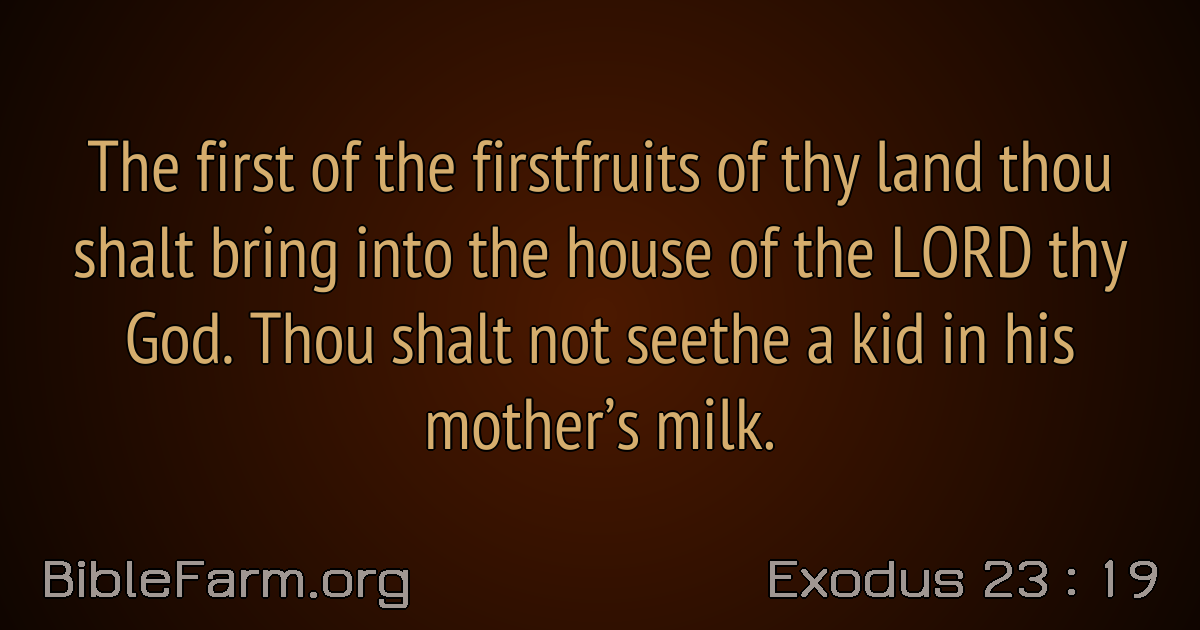 The first of the firstfruits of thy land thou
shalt bring into the house of the LORD thy
God. Thou shalt not seethe a kid in his
mother’s milk.
BibleFarm.org
Exodus 23 : 19